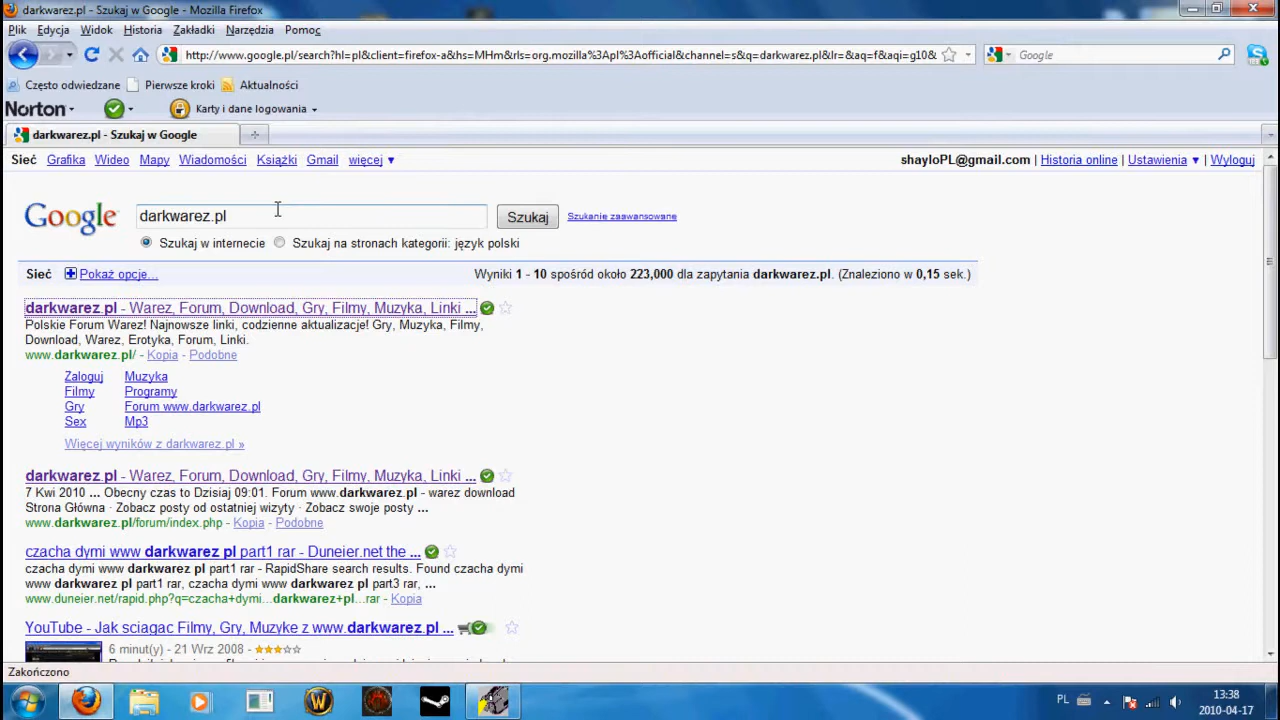 darkwarez.pl - Szukaj w Google - Mozilla Firefox
Plik Edycja Widok Historia Zakładki Narzędzia Pomoc
http://www.google.pl/search?hl=pl&client=firefox-a&hs=MHm&rls=org.mozilla%3Apl%3Aofficial&channel=s&q=darkwarez.pl&lr=&aq=f&aqi=g10& Google
Często odwiedzane Pierwsze kroki Aktualności
Norton Karty i dane logowania
darkwarez.pl - Szukaj w Google
Sieć Grafika Wideo Mapy Wiadomości Książki Gmail więcej ▼ shayloPL@gmail.com | Historia online | Ustawienia ▼ | Wyloguj
Google darkwarez.pl Szukaj Szukanie zaawansowane
Szukaj w internecie Szukaj na stronach kategorii: język polski
Sieć Pokaż opcje... Wyniki 1 - 10 spośród około 223,000 dla zapytania darkwarez.pl. (Znaleziono w 0,15 sek.)
darkwarez.pl - Warez, Forum, Download, Gry, Filmy, Muzyka, Linki ...
Polskie Forum Warez! Najnowsze linki, codzienne aktualizacje! Gry, Muzyka, Filmy,
Download, Warez, Erotyka, Forum, Linki.
www.darkwarez.pl/ - Kopia - Podobne
Zaloguj Muzyka
Filmy Programy
Gry Forum www.darkwarez.pl
Sex Mp3
Więcej wyników z darkwarez.pl »
darkwarez.pl - Warez, Forum, Download, Gry, Filmy, Muzyka, Linki ...
7 Kwi 2010 ... Obecny czas to Dzisiaj 09:01. Forum www.darkwarez.pl - warez download
Strona Główna · Zobacz posty od ostatniej wizyty · Zobacz swoje posty ...
www.darkwarez.pl/forum/index.php - Kopia - Podobne
czacha dymi www darkwarez pl part1 rar - Duneier.net the ...
czacha dymi www darkwarez pl part1 rar - RapidShare search results. Found czacha dymi
www darkwarez pl part1 rar, czacha dymi www darkwarez pl part3 rar, ...
www.duneier.net/rapid.php?q=czacha+dymi...darkwarez+pl...rar - Kopia
YouTube - Jak sciagac Filmy, Gry, Muzyke z www.darkwarez.pl ...
6 minut(y) - 21 Wrz 2008 -
Zakończono
PL 13:38
2010-04-17